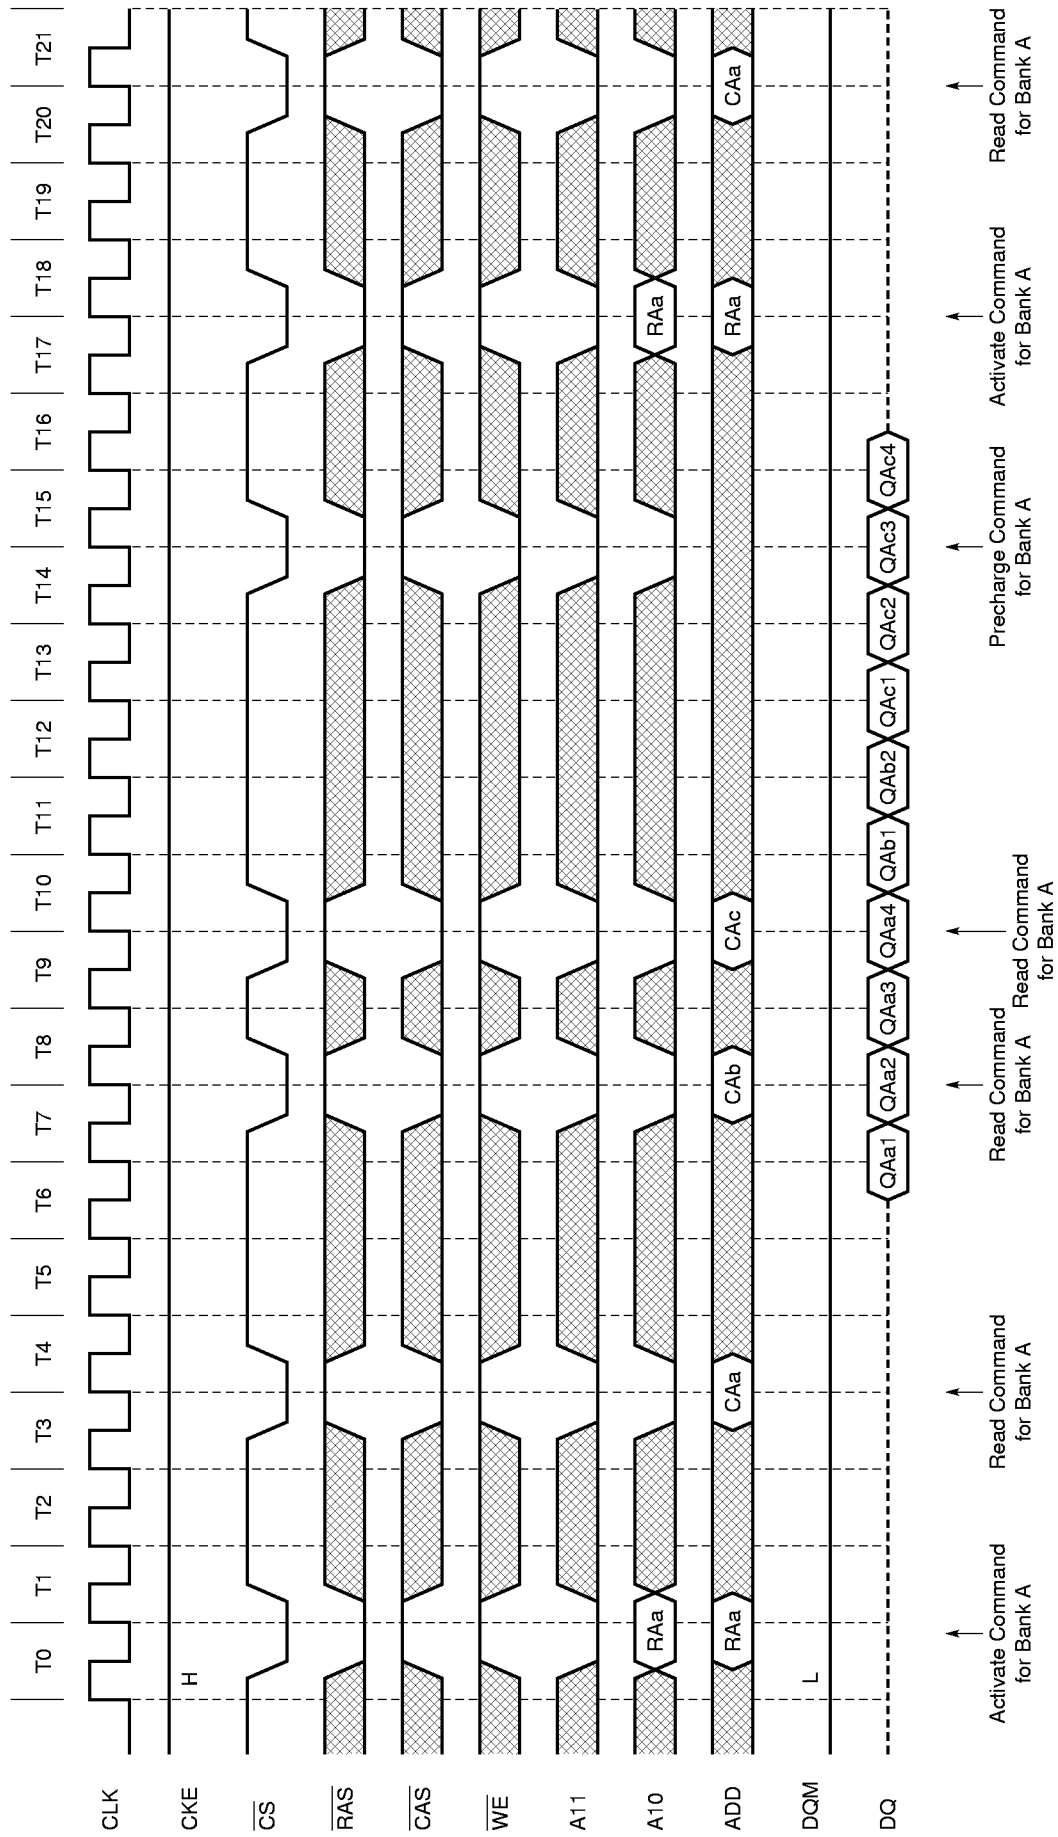 T0 T1 T2 T3 T4 T5 T6 T7 T8 T9 T10 T11 T12 T13 T14 T15 T16 T17 T18 T19 T20 T21
CLK
CKE H
CS
RAS
CAS
WE
A11
A10 RAa RAa
ADD RAa CAa CAb CAc RAa CAa
DQM L
DQ QAa1 QAa2 QAa3 QAa4 QAb1 QAb2 QAc1 QAc2 QAc3 QAc4
Activate Command
for Bank A
Read Command
for Bank A
Read Command
for Bank A
Read Command
for Bank A
Precharge Command
for Bank A
Activate Command
for Bank A
Read Command
for Bank A